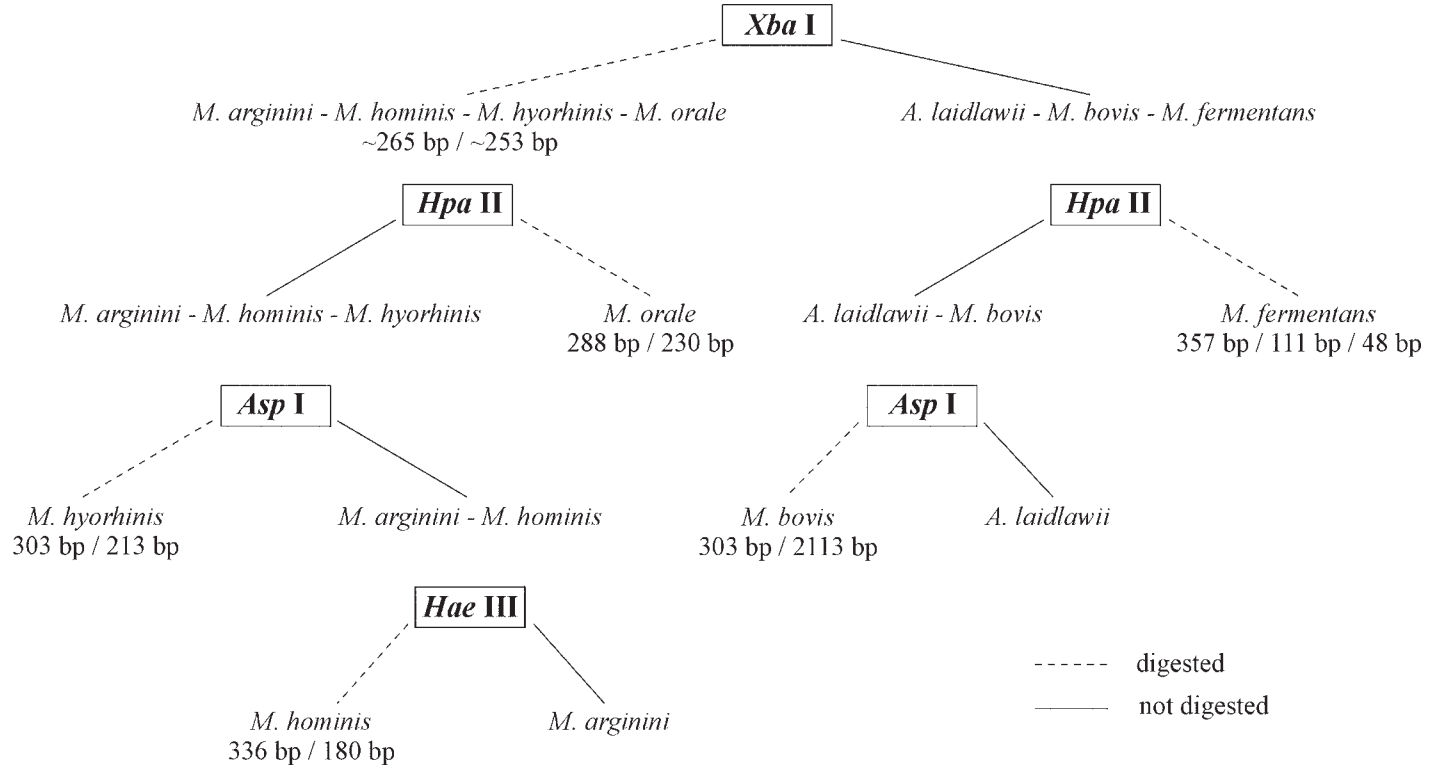 Xba I
M. arginini - M. hominis - M. hyorhinis - M. orale
~265 bp / ~253 bp
A. laidlawii - M. bovis - M. fermentans
Hpa II
Hpa II
M. arginini - M. hominis - M. hyorhinis
M. orale
288 bp / 230 bp
A. laidlawii - M. bovis
M. fermentans
357 bp / 111 bp / 48 bp
Asp I
Asp I
M. hyorhinis
303 bp / 213 bp
M. arginini - M. hominis
M. bovis
303 bp / 2113 bp
A. laidlawii
Hae III
M. hominis
336 bp / 180 bp
M. arginini
digested
not digested